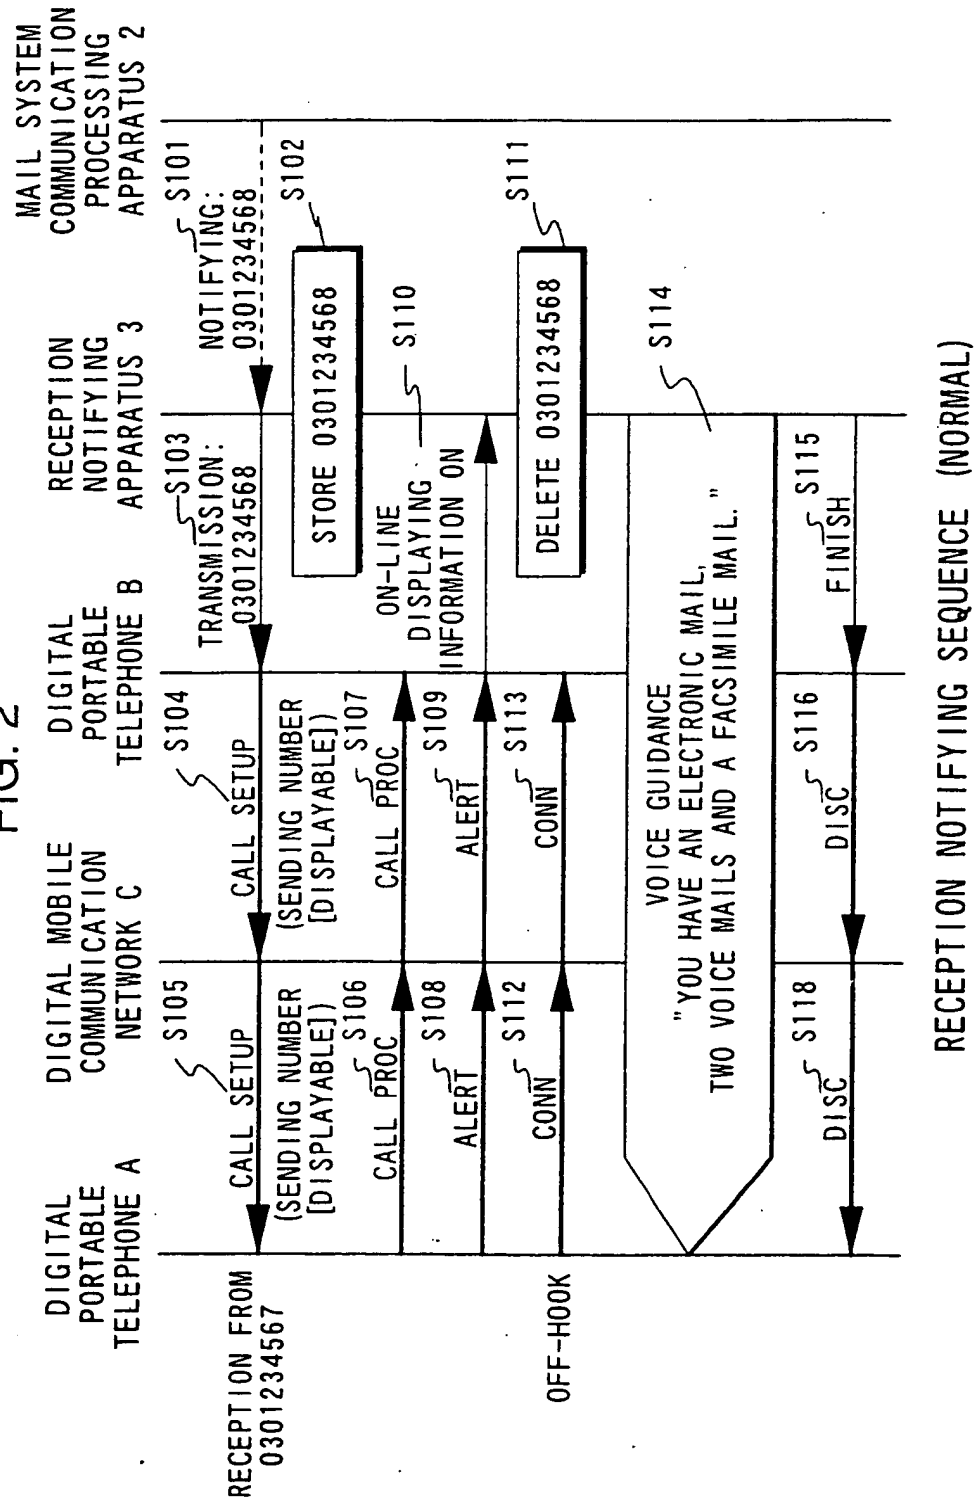 FIG. 2
DIGITAL
PORTABLE
TELEPHONE A
DIGITAL MOBILE
COMMUNICATION
NETWORK C
DIGITAL
PORTABLE
TELEPHONE B
RECEPTION
NOTIFYING
APPARATUS 3
MAIL SYSTEM
COMMUNICATION
PROCESSING
APPARATUS 2
S101
NOTIFYING:
0301234568
S102
STORE 0301234568
S103
TRANSMISSION:
0301234568
S104
CALL SETUP
(SENDING NUMBER
[DISPLAYABLE])
S105
CALL SETUP
(SENDING NUMBER
[DISPLAYABLE])
RECEPTION FROM
0301234567
S106
CALL PROC
S107
CALL PROC
S108
ALERT
S109
ALERT
S110
ON-LINE
DISPLAYING
INFORMATION ON
S111
DELETE 0301234568
OFF-HOOK
S112
CONN
S113
CONN
S114
VOICE GUIDANCE
"YOU HAVE AN ELECTRONIC MAIL,
TWO VOICE MAILS AND A FACSIMILE MAIL."
S115
FINISH
S116
DISC
S118
DISC
RECEPTION NOTIFYING SEQUENCE (NORMAL)